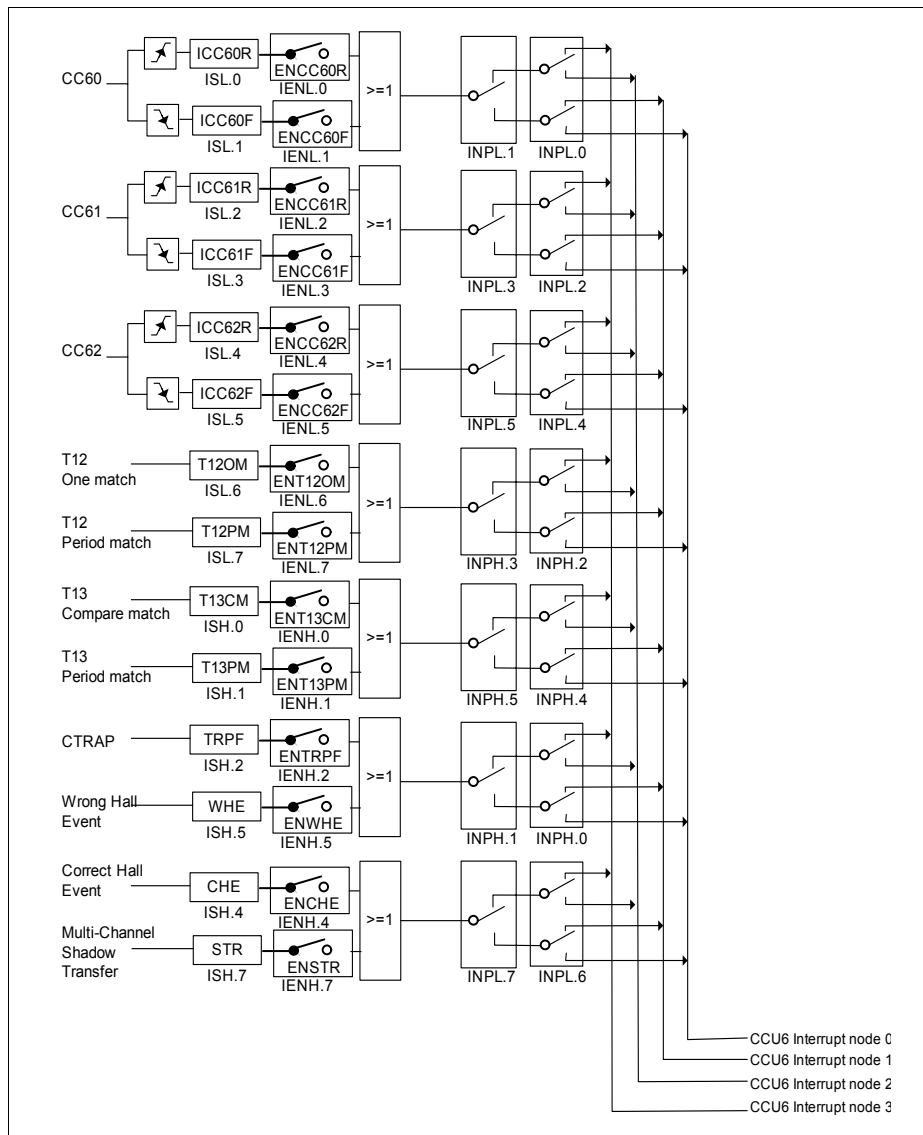 CC60
ICC60R
ISL.0
ENCC60R
IENL.0
ICC60F
ISL.1
ENCC60F
IENL.1
>=1
INPL.1
INPL.0
CC61
ICC61R
ISL.2
ENCC61R
IENL.2
ICC61F
ISL.3
ENCC61F
IENL.3
>=1
INPL.3
INPL.2
CC62
ICC62R
ISL.4
ENCC62R
IENL.4
ICC62F
ISL.5
ENCC62F
IENL.5
>=1
INPL.5
INPL.4
T12
One match
T12OM
ISL.6
ENT12OM
IENL.6
T12
Period match
T12PM
ISL.7
ENT12PM
IENL.7
>=1
INPH.3
INPH.2
T13
Compare match
T13CM
ISH.0
ENT13CM
IENH.0
T13
Period match
T13PM
ISH.1
ENT13PM
IENH.1
>=1
INPH.5
INPH.4
CTRAP
TRPF
ISH.2
ENTRPF
IENH.2
Wrong Hall
Event
WHE
ISH.5
ENWHE
IENH.5
>=1
INPH.1
INPH.0
Correct Hall
Event
CHE
ISH.4
ENCHE
IENH.4
Multi-Channel
Shadow
Transfer
STR
ISH.7
ENSTR
IENH.7
>=1
INPL.7
INPL.6
CCU6 Interrupt node 0
CCU6 Interrupt node 1
CCU6 Interrupt node 2
CCU6 Interrupt node 3